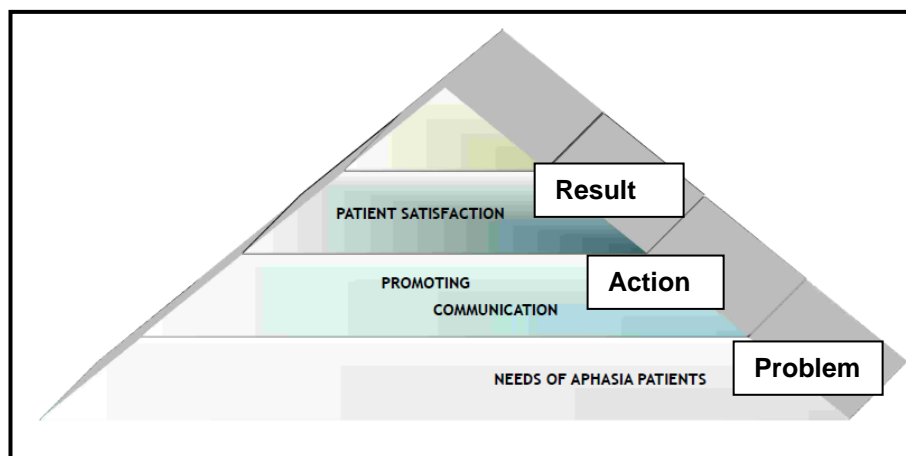 Result
PATIENT SATISFACTION
Action
PROMOTING
COMMUNICATION
Problem
NEEDS OF APHASIA PATIENTS